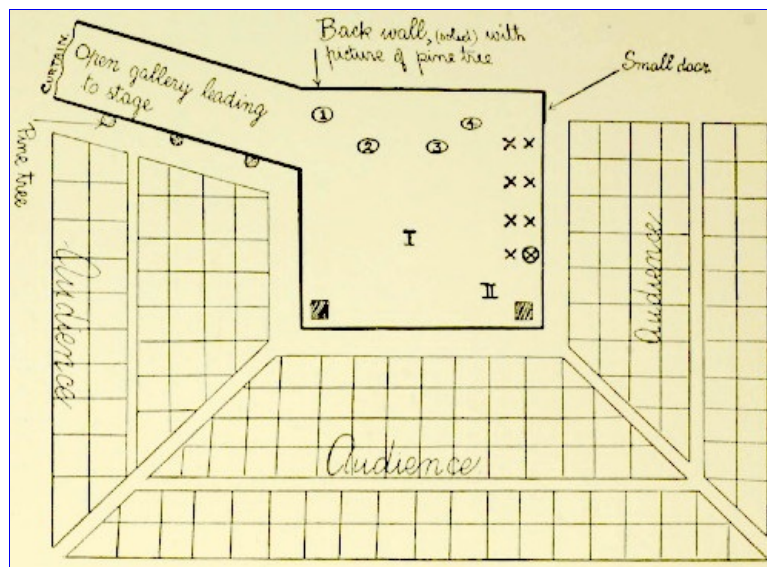 Back wall, (solid) with
picture of pine tree
Small door
CURTAIN
Open gallery leading
to stage
Pine tree
1
2
3
4
X X
X X
X X
X ⊗
I
II
Audience
Audience
Audience